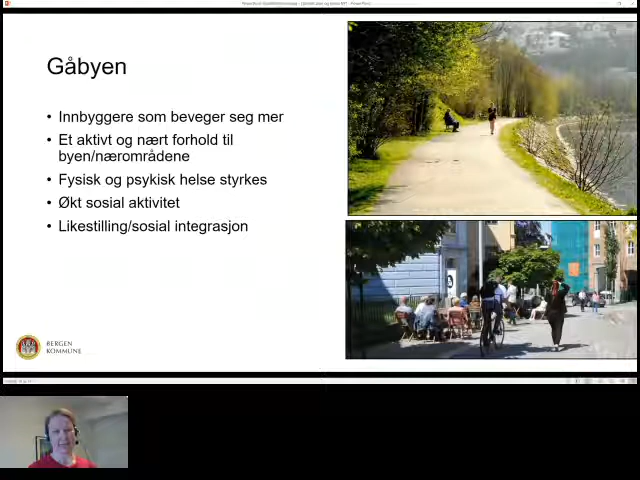 Gåbyen
• Innbyggere som beveger seg mer
• Et aktivt og nært forhold til
byen/nærområdene
• Fysisk og psykisk helse styrkes
• Økt sosial aktivitet
• Likestilling/sosial integrasjon
BERGEN
KOMMUNE